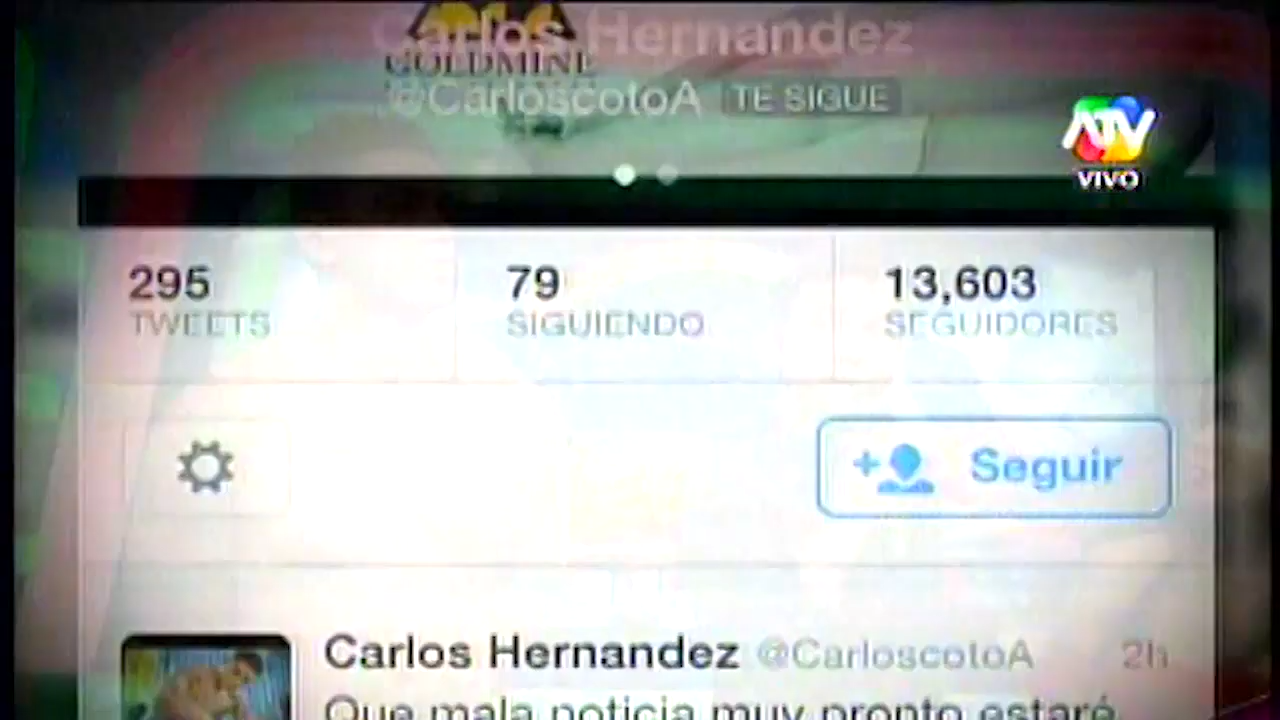 Carlos Hernandez
GOLDMINE
@CarloscotoA TE SIGUE
ATV
VIVO
295 79 13,603
TWEETS SIGUIENDO SEGUIDORES
Seguir
Carlos Hernandez @CarloscotoA 2h
Que mala noticia muy pronto estaré